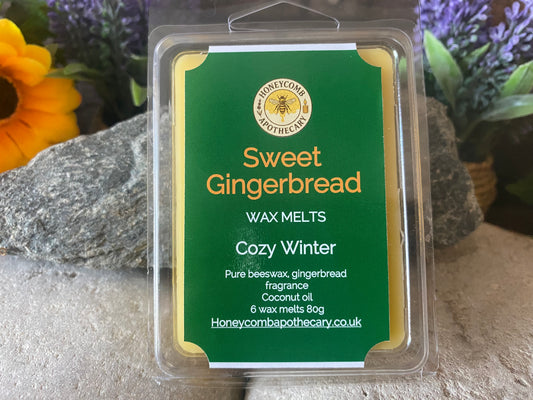 HONEYCOMB
APOTHECARY
Sweet
Gingerbread
WAX MELTS
Cozy Winter
Pure beeswax, gingerbread
fragrance
Coconut oil
6 wax melts 80g
Honeycombapothecary.co.uk